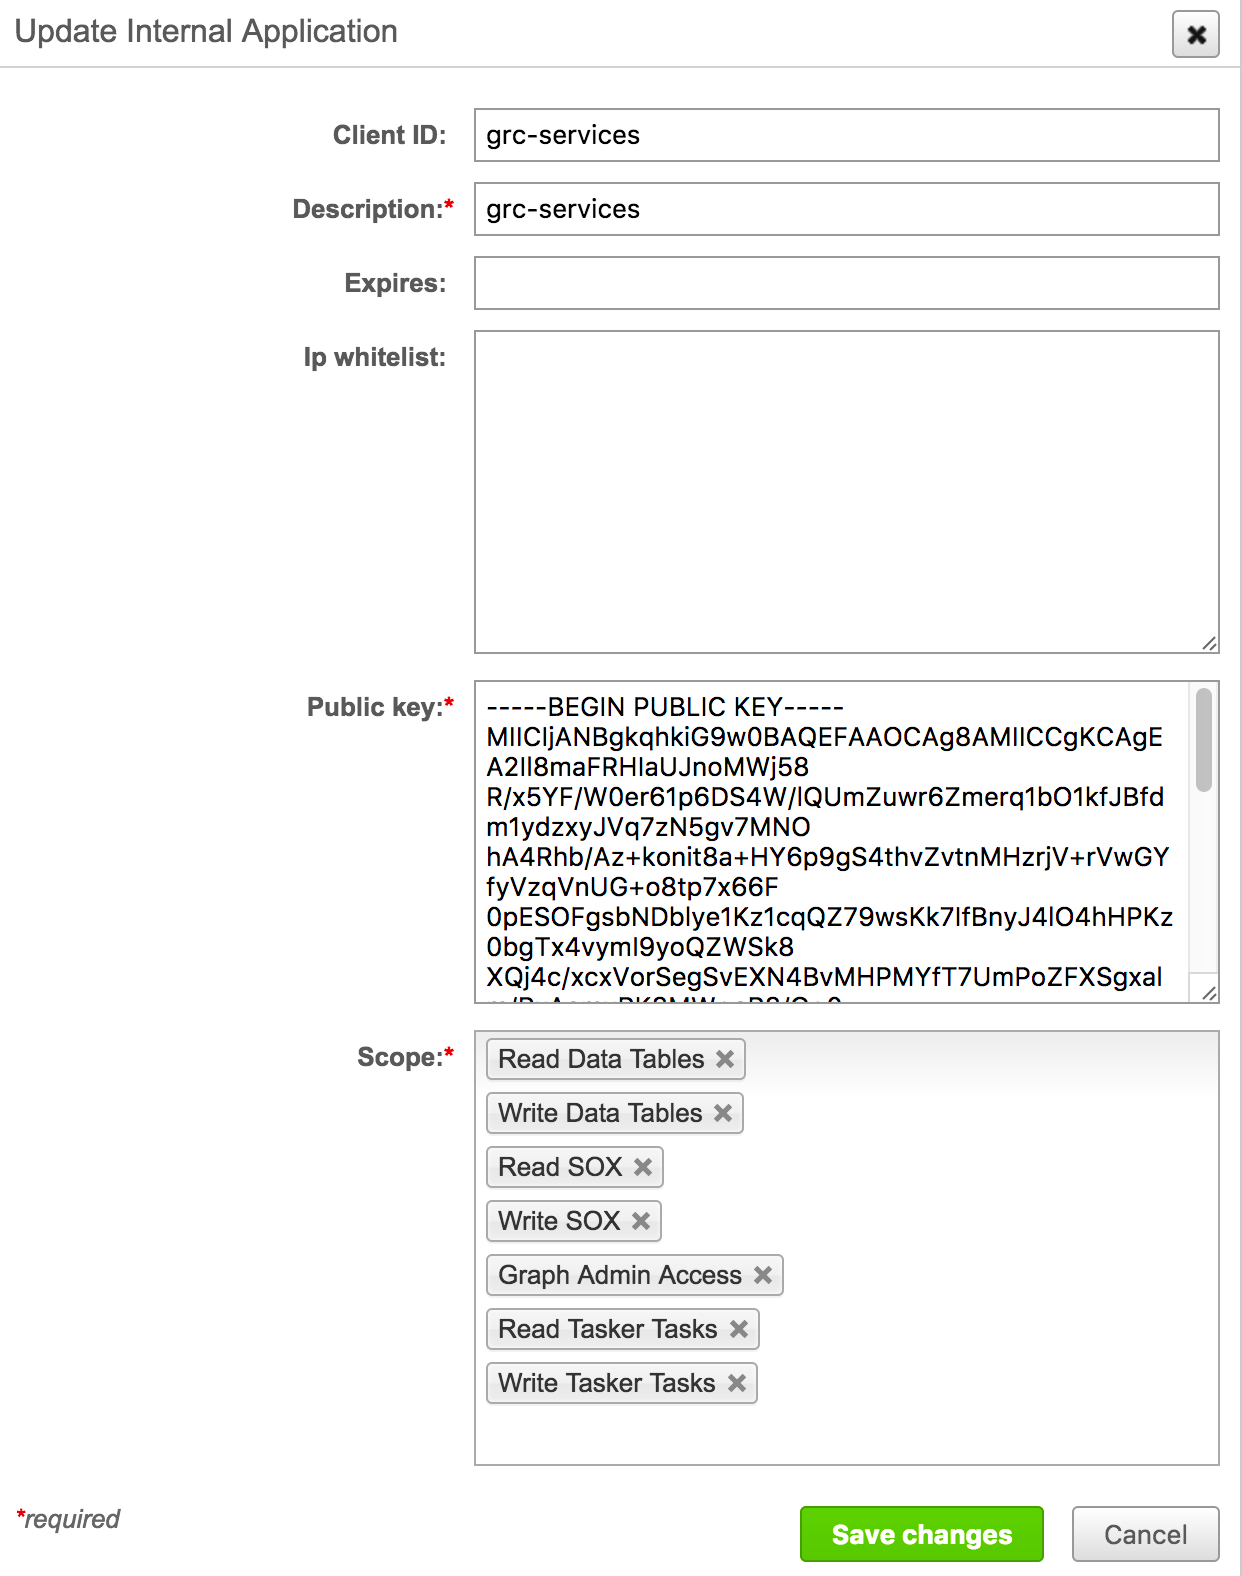 Update Internal Application
Client ID:
grc-services
Description:*
grc-services
Expires:
Ip whitelist:
Public key:*
-----BEGIN PUBLIC KEY-----
MIICIjANBgkqhkiG9w0BAQEFAAOCAg8AMIICCgKCAgE
A2Il8maFRHlaUJnoMWj58
R/x5YF/W0er61p6DS4W/lQUmZuwr6Zmerq1bO1kfJBfd
m1ydzxyJVq7zN5gv7MNO
hA4Rhb/Az+konit8a+HY6p9gS4thvZvtnMHzrjV+rVwGY
fyVzqVnUG+o8tp7x66F
0pESOFgsbNDblye1Kz1cqQZ79wsKk7lfBnyJ4lO4hHPKz
0bgTx4vymI9yoQZWSk8
XQj4c/xcxVorSegSvEXN4BvMHPMYfT7UmPoZFXSgxal
Scope:*
Read Data Tables
Write Data Tables
Read SOX
Write SOX
Graph Admin Access
Read Tasker Tasks
Write Tasker Tasks
*required
Save changes
Cancel